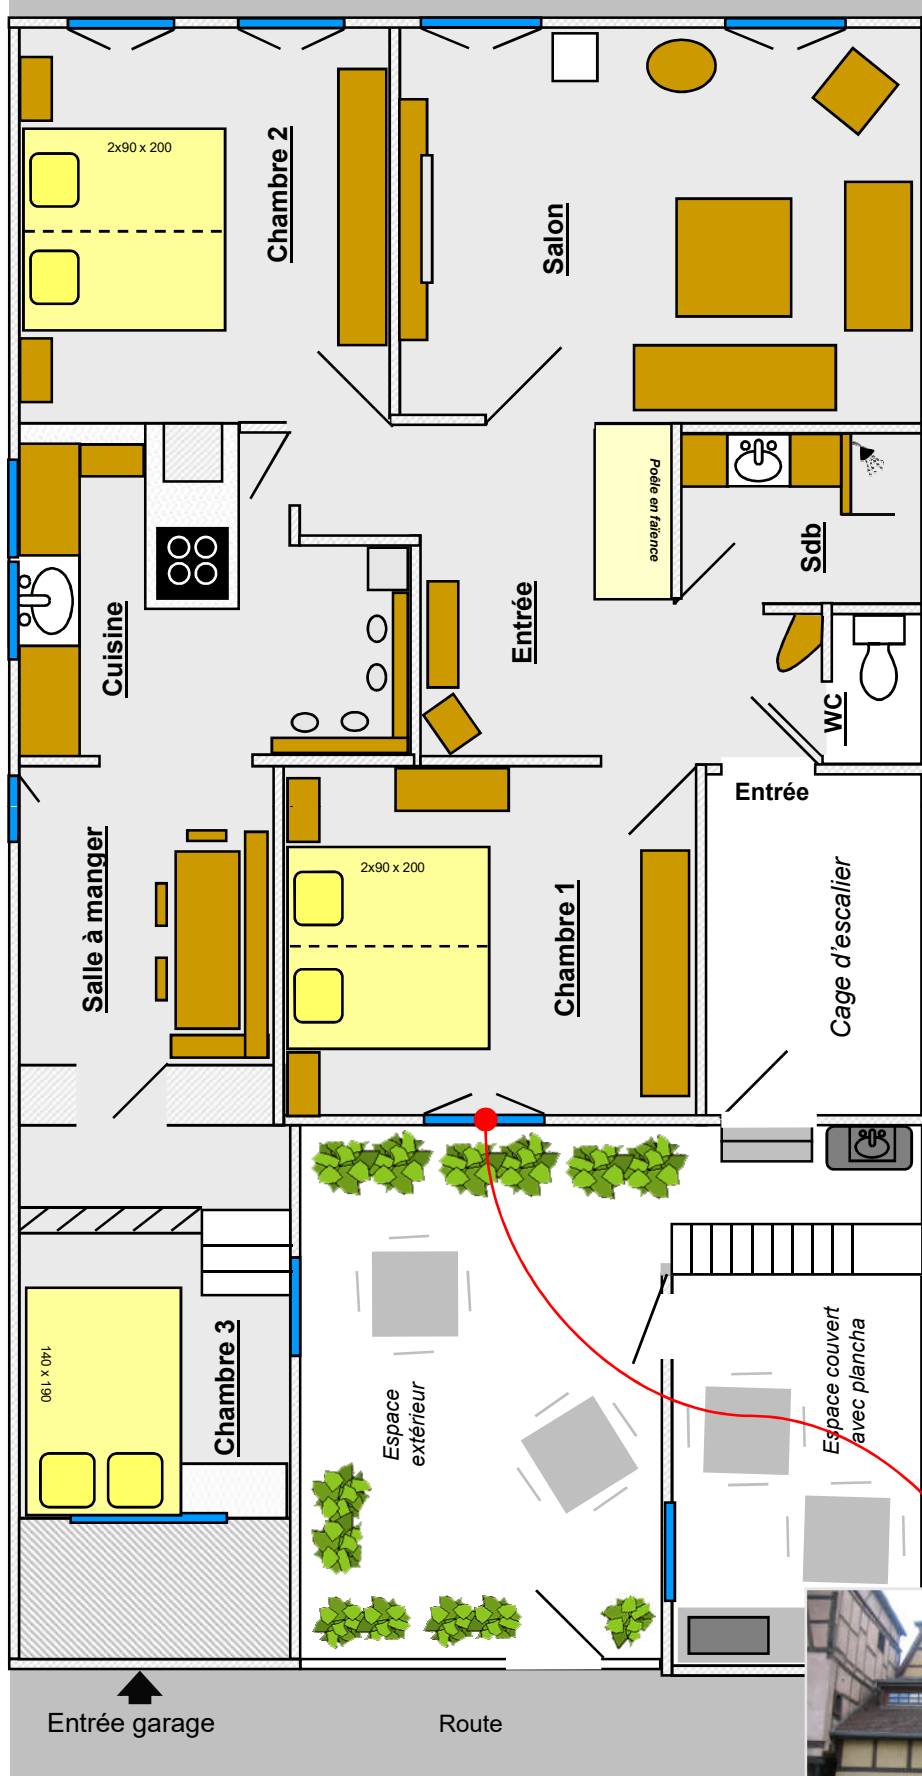 2x90 x 200
Chambre 2
Salon
Poêle en faïence
Sdb
Cuisine
Entrée
WC
Entrée
Salle à manger
2x90 x 200
Chambre 1
Cage d'escalier
140 x 190
Chambre 3
Espace
extérieur
Espace couvert
avec plancha
Entrée garage
Route